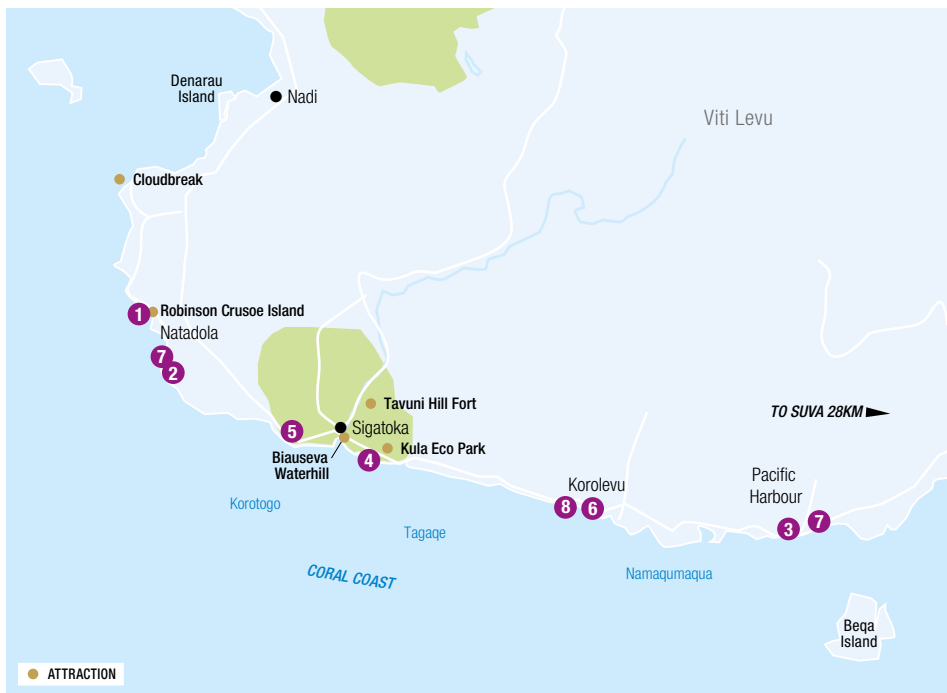 Denarau
Island
Nadi
Viti Levu
Cloudbreak
1
Robinson Crusoe Island
Natadola
7
2
Tavuni Hill Fort
TO SUVA 28KM
5
Sigatoka
Kula Eco Park
Biauseva
Waterhill
4
Korolevu
Pacific
Harbour
8
6
3
7
Korotogo
Tagaqe
CORAL COAST
Namaqumaqua
Beqa
Island
ATTRACTION